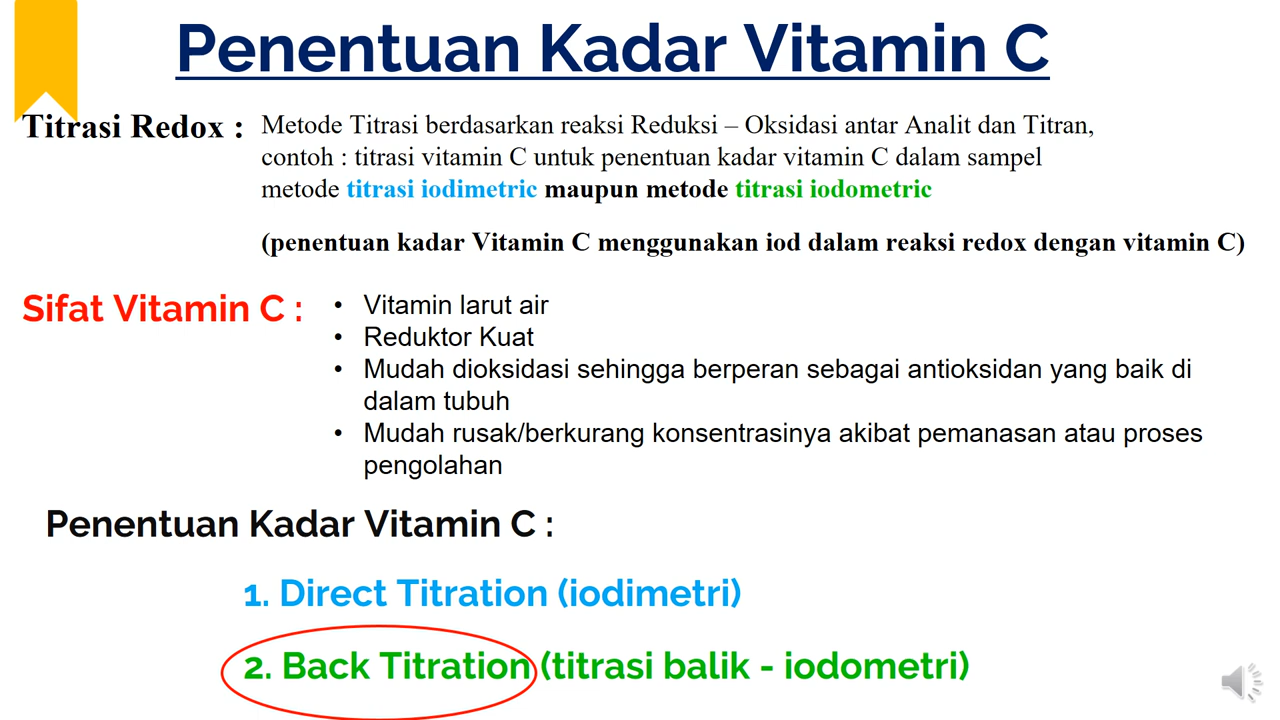 Penentuan Kadar Vitamin C
Titrasi Redox : Metode Titrasi berdasarkan reaksi Reduksi – Oksidasi antar Analit dan Titran,
contoh : titrasi vitamin C untuk penentuan kadar vitamin C dalam sampel
metode titrasi iodimetric maupun metode titrasi iodometric
(penentuan kadar Vitamin C menggunakan iod dalam reaksi redox dengan vitamin C)
Sifat Vitamin C :
• Vitamin larut air
• Reduktor Kuat
• Mudah dioksidasi sehingga berperan sebagai antioksidan yang baik di
dalam tubuh
• Mudah rusak/berkurang konsentrasinya akibat pemanasan atau proses
pengolahan
Penentuan Kadar Vitamin C :
1. Direct Titration (iodimetri)
2. Back Titration (titrasi balik - iodometri)